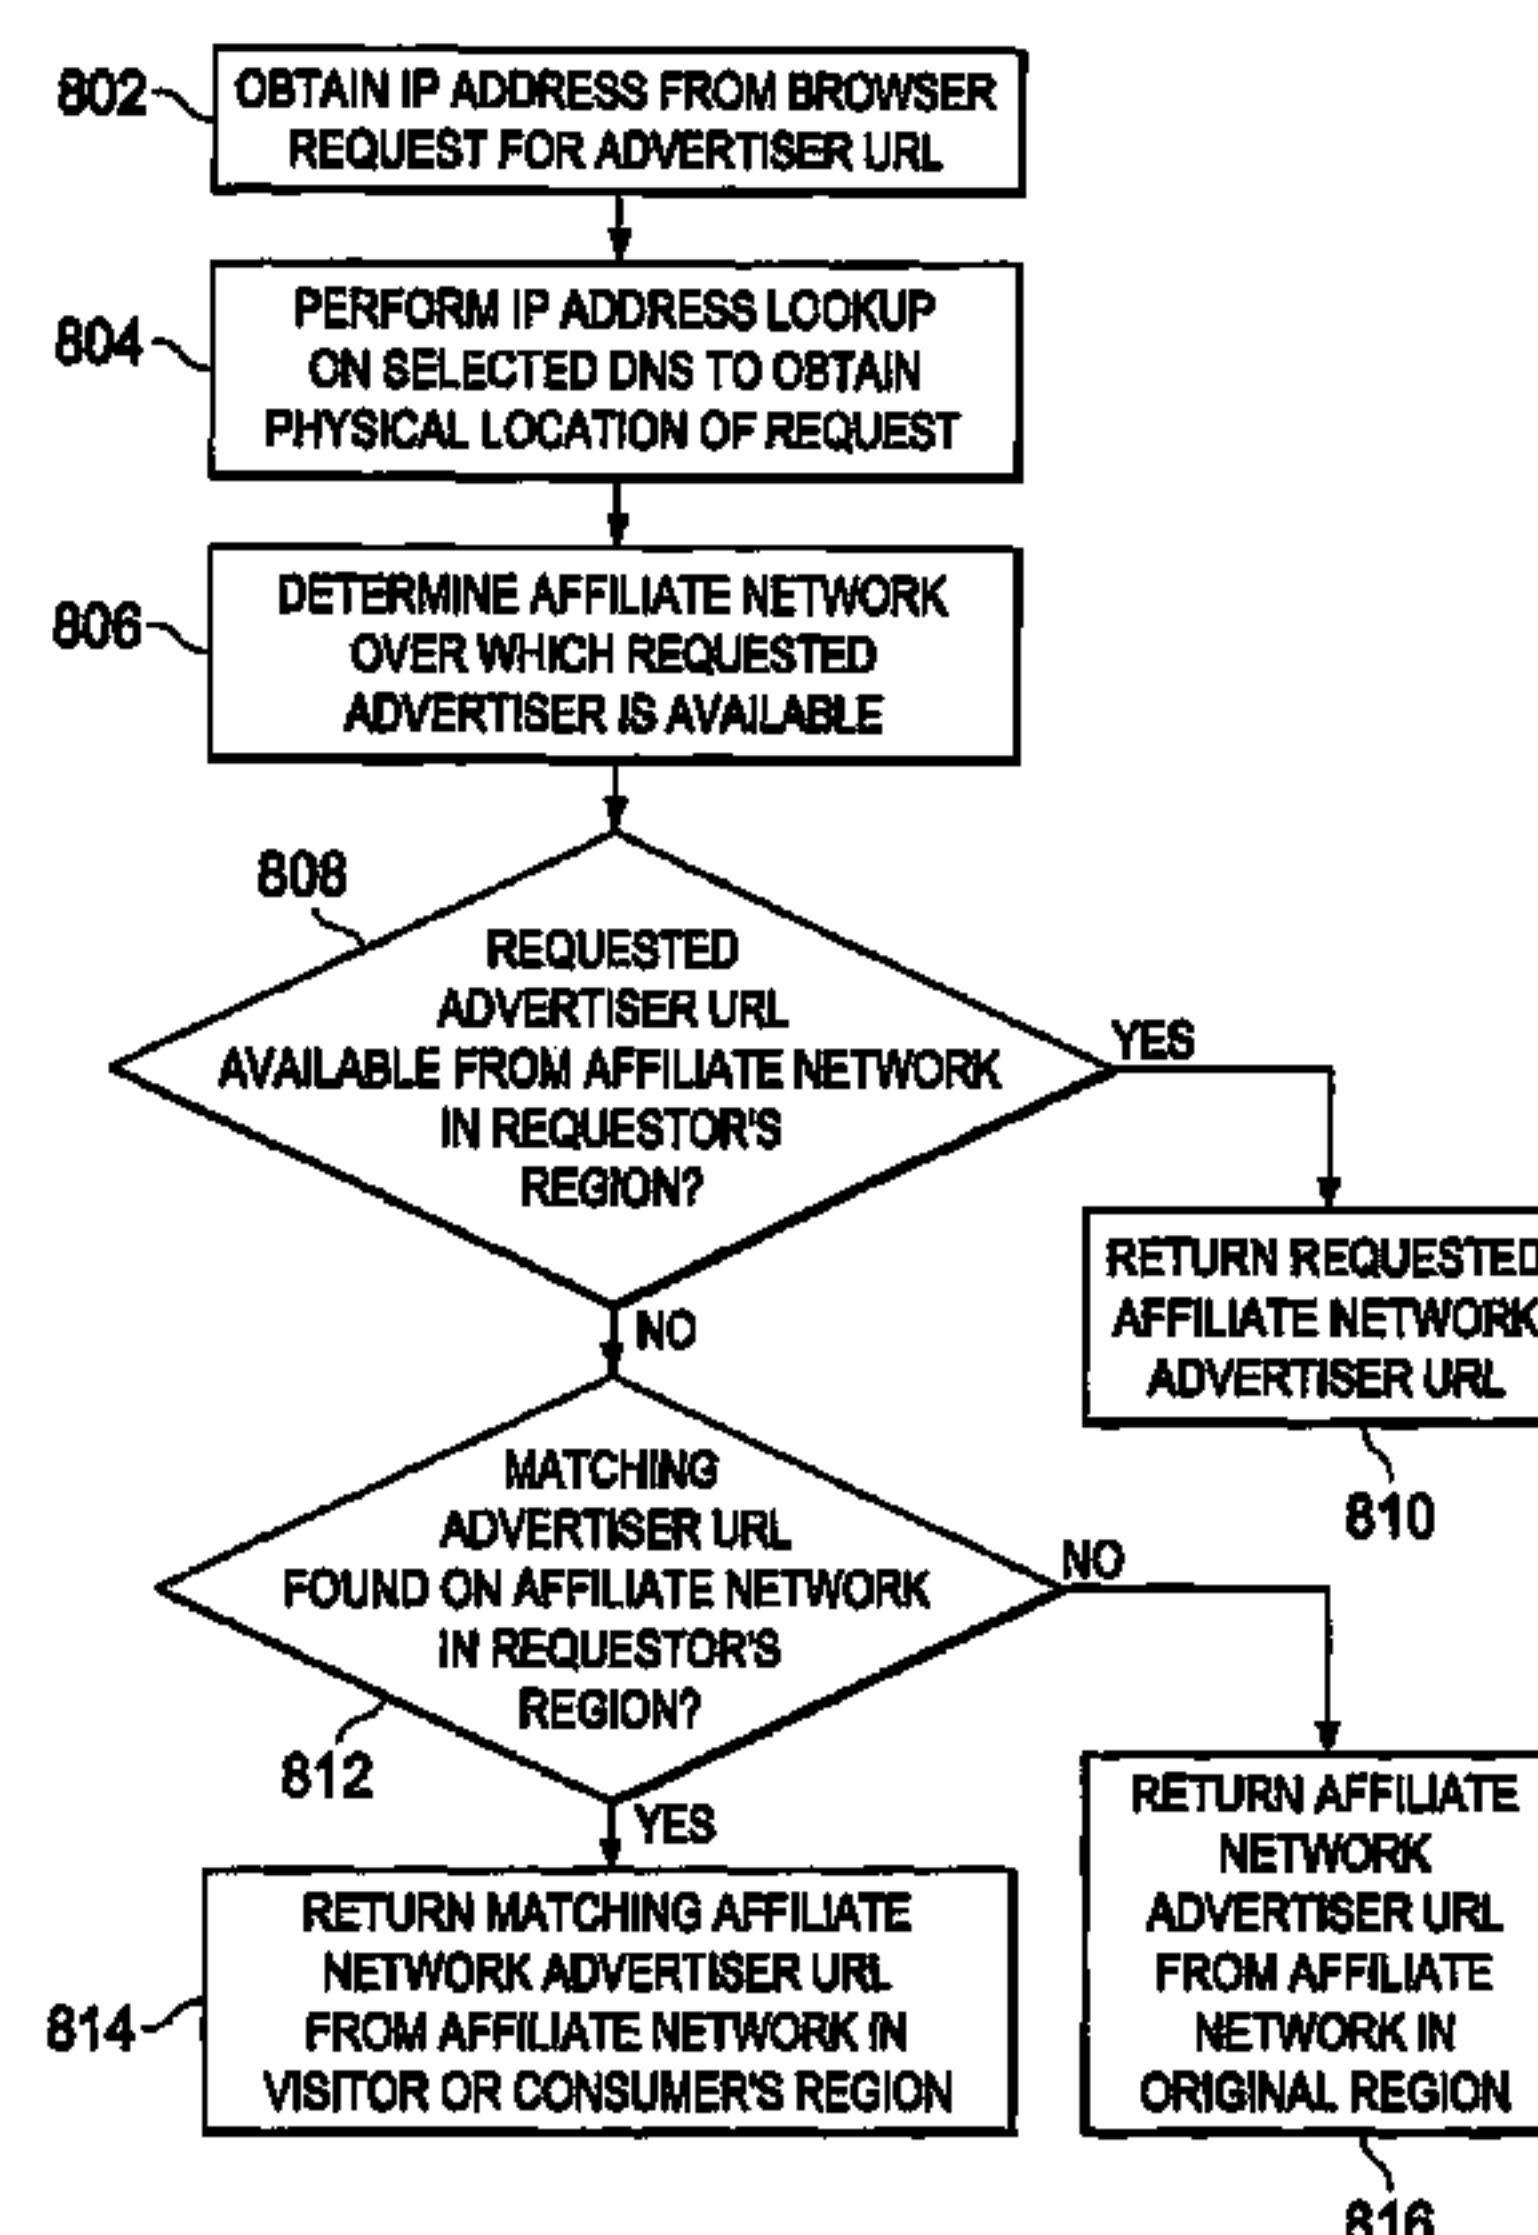 802
OBTAIN IP ADDRESS FROM BROWSER
REQUEST FOR ADVERTISER URL
804
PERFORM IP ADDRESS LOOKUP
ON SELECTED DNS TO OBTAIN
PHYSICAL LOCATION OF REQUEST
806
DETERMINE AFFILIATE NETWORK
OVER WHICH REQUESTED
ADVERTISER IS AVAILABLE
808
REQUESTED
ADVERTISER URL
AVAILABLE FROM AFFILIATE NETWORK
IN REQUESTOR'S
REGION?
YES
RETURN REQUESTED
AFFILIATE NETWORK
ADVERTISER URL
810
NO
MATCHING
ADVERTISER URL
FOUND ON AFFILIATE NETWORK
IN REQUESTOR'S
REGION?
812
NO
RETURN AFFILIATE
NETWORK
ADVERTISER URL
FROM AFFILIATE
NETWORK IN
ORIGINAL REGION
816
YES
814
RETURN MATCHING AFFILIATE
NETWORK ADVERTISER URL
FROM AFFILIATE NETWORK IN
VISITOR OR CONSUMER'S REGION